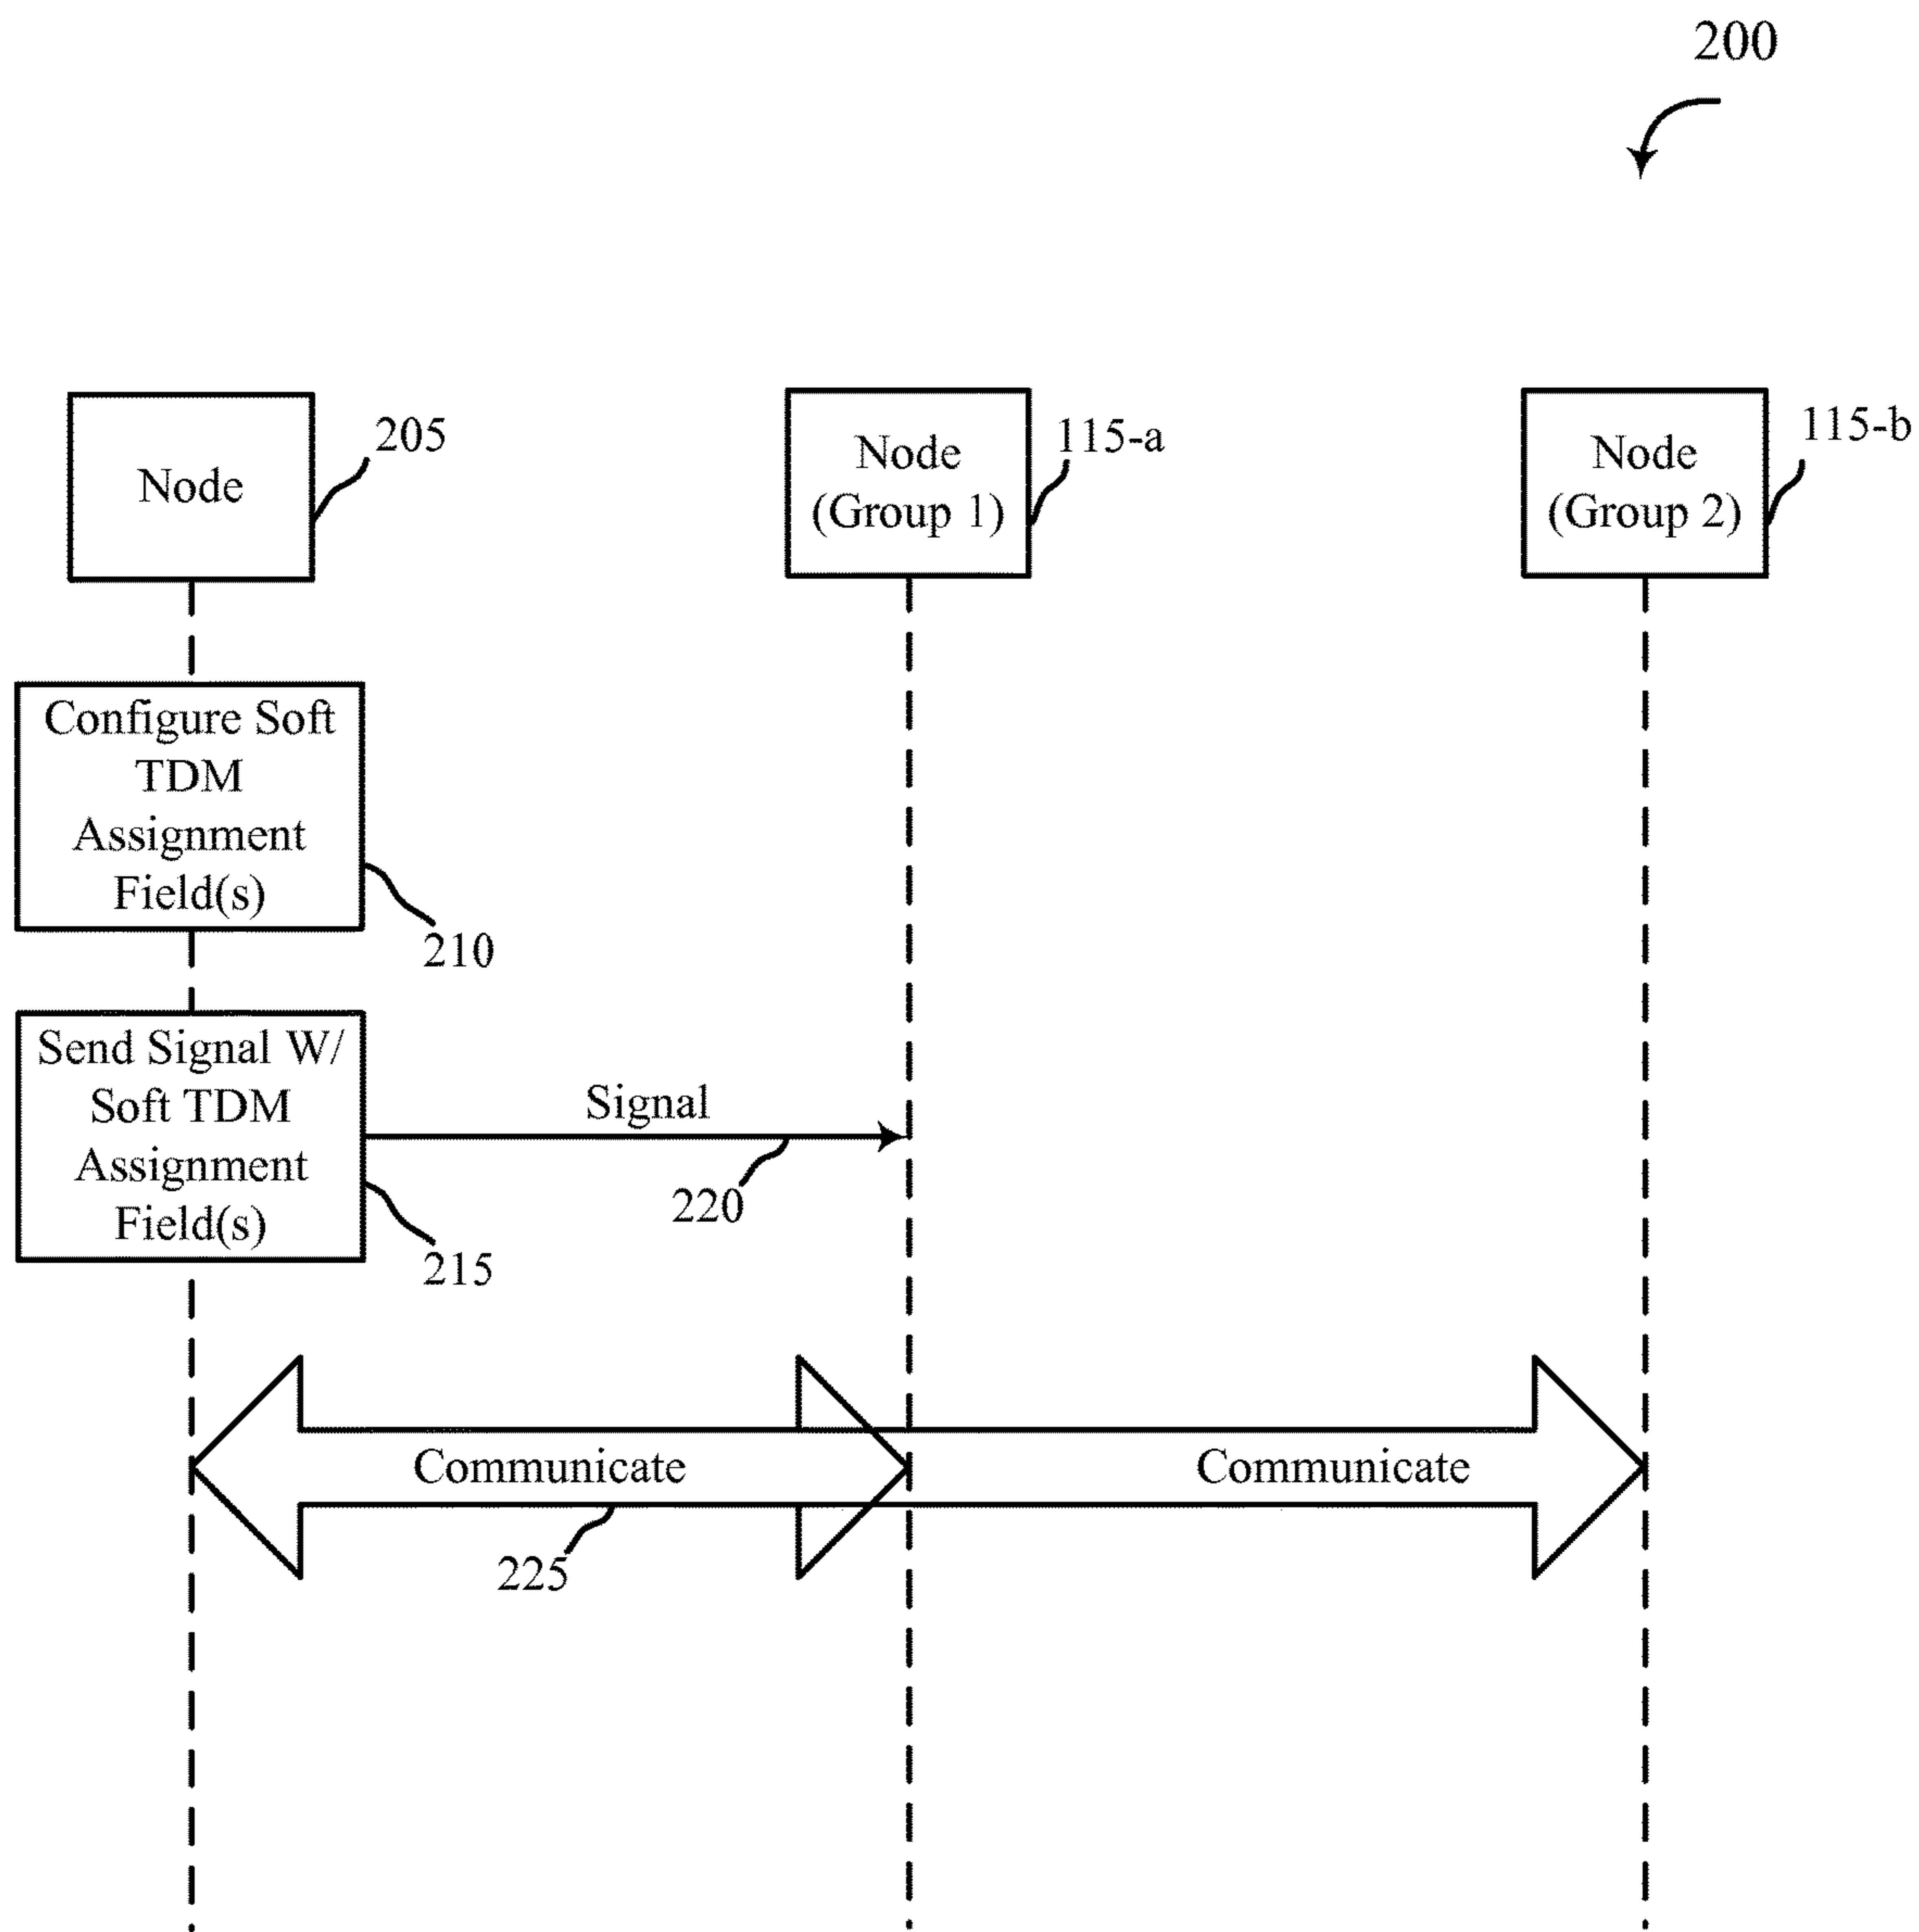 200
Node
205
Node
(Group 1)
115-a
Node
(Group 2)
115-b
Configure Soft
TDM
Assignment
Field(s)
210
Send Signal W/
Soft TDM
Assignment
Field(s)
215
Signal
220
Communicate
Communicate
225